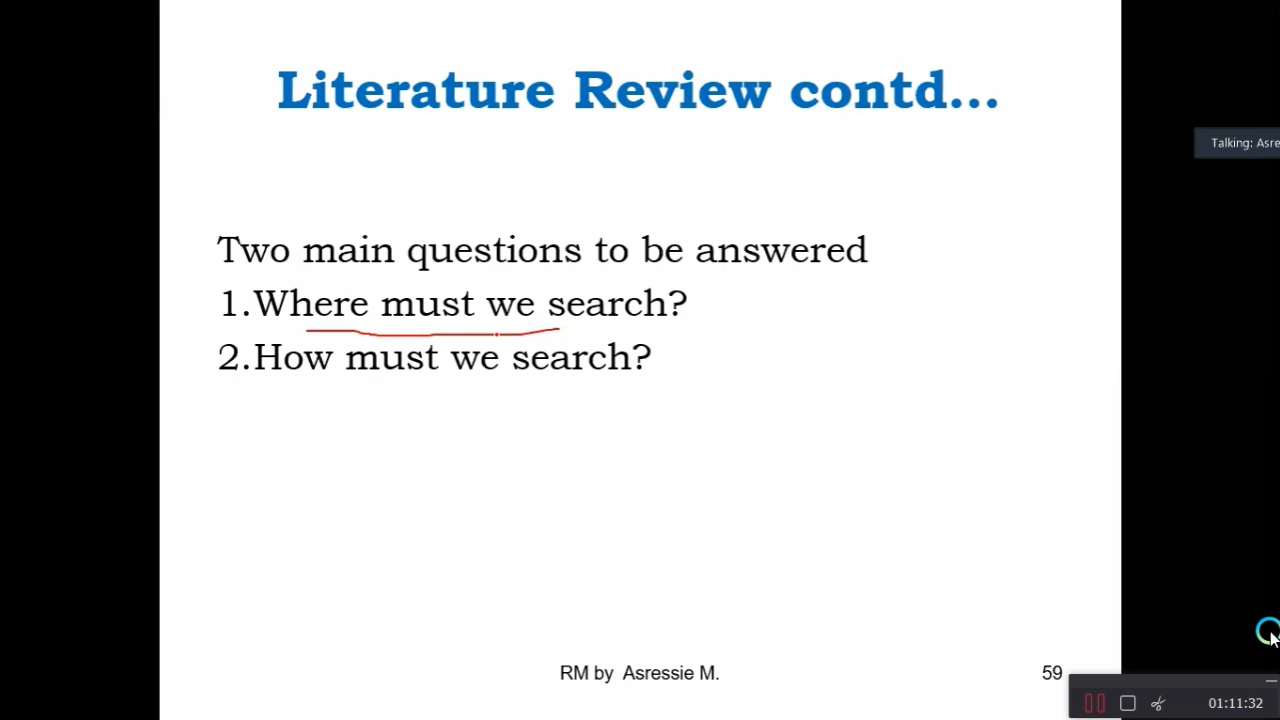 Literature Review contd...
Talking: Asre
Two main questions to be answered
1.Where must we search?
2.How must we search?
RM by Asressie M.
59
01:11:32